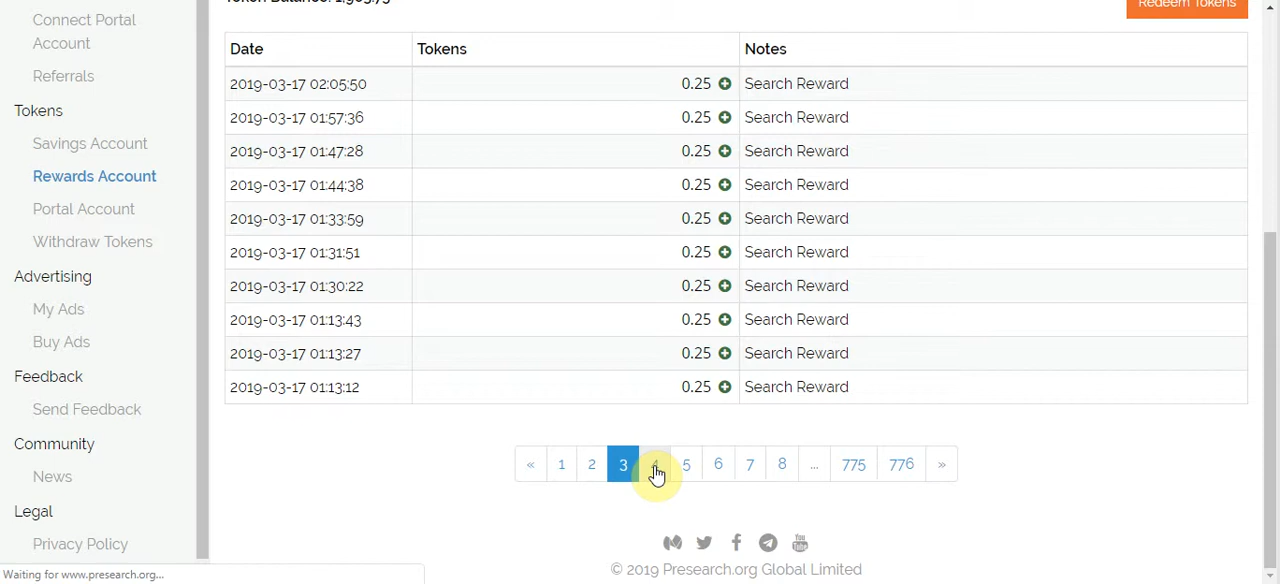 Connect Portal
Account
Referrals
Tokens
Savings Account
Rewards Account
Portal Account
Withdraw Tokens
Advertising
My Ads
Buy Ads
Feedback
Send Feedback
Community
News
Legal
Privacy Policy
Waiting for www.presearch.org...
Redeem Tokens
Date Tokens Notes
2019-03-17 02:05:50 0.25 Search Reward
2019-03-17 01:57:36 0.25 Search Reward
2019-03-17 01:47:28 0.25 Search Reward
2019-03-17 01:44:38 0.25 Search Reward
2019-03-17 01:33:59 0.25 Search Reward
2019-03-17 01:31:51 0.25 Search Reward
2019-03-17 01:30:22 0.25 Search Reward
2019-03-17 01:13:43 0.25 Search Reward
2019-03-17 01:13:27 0.25 Search Reward
2019-03-17 01:13:12 0.25 Search Reward
« 1 2 3 4 5 6 7 8 ... 775 776 »
You Tube
© 2019 Presearch.org Global Limited